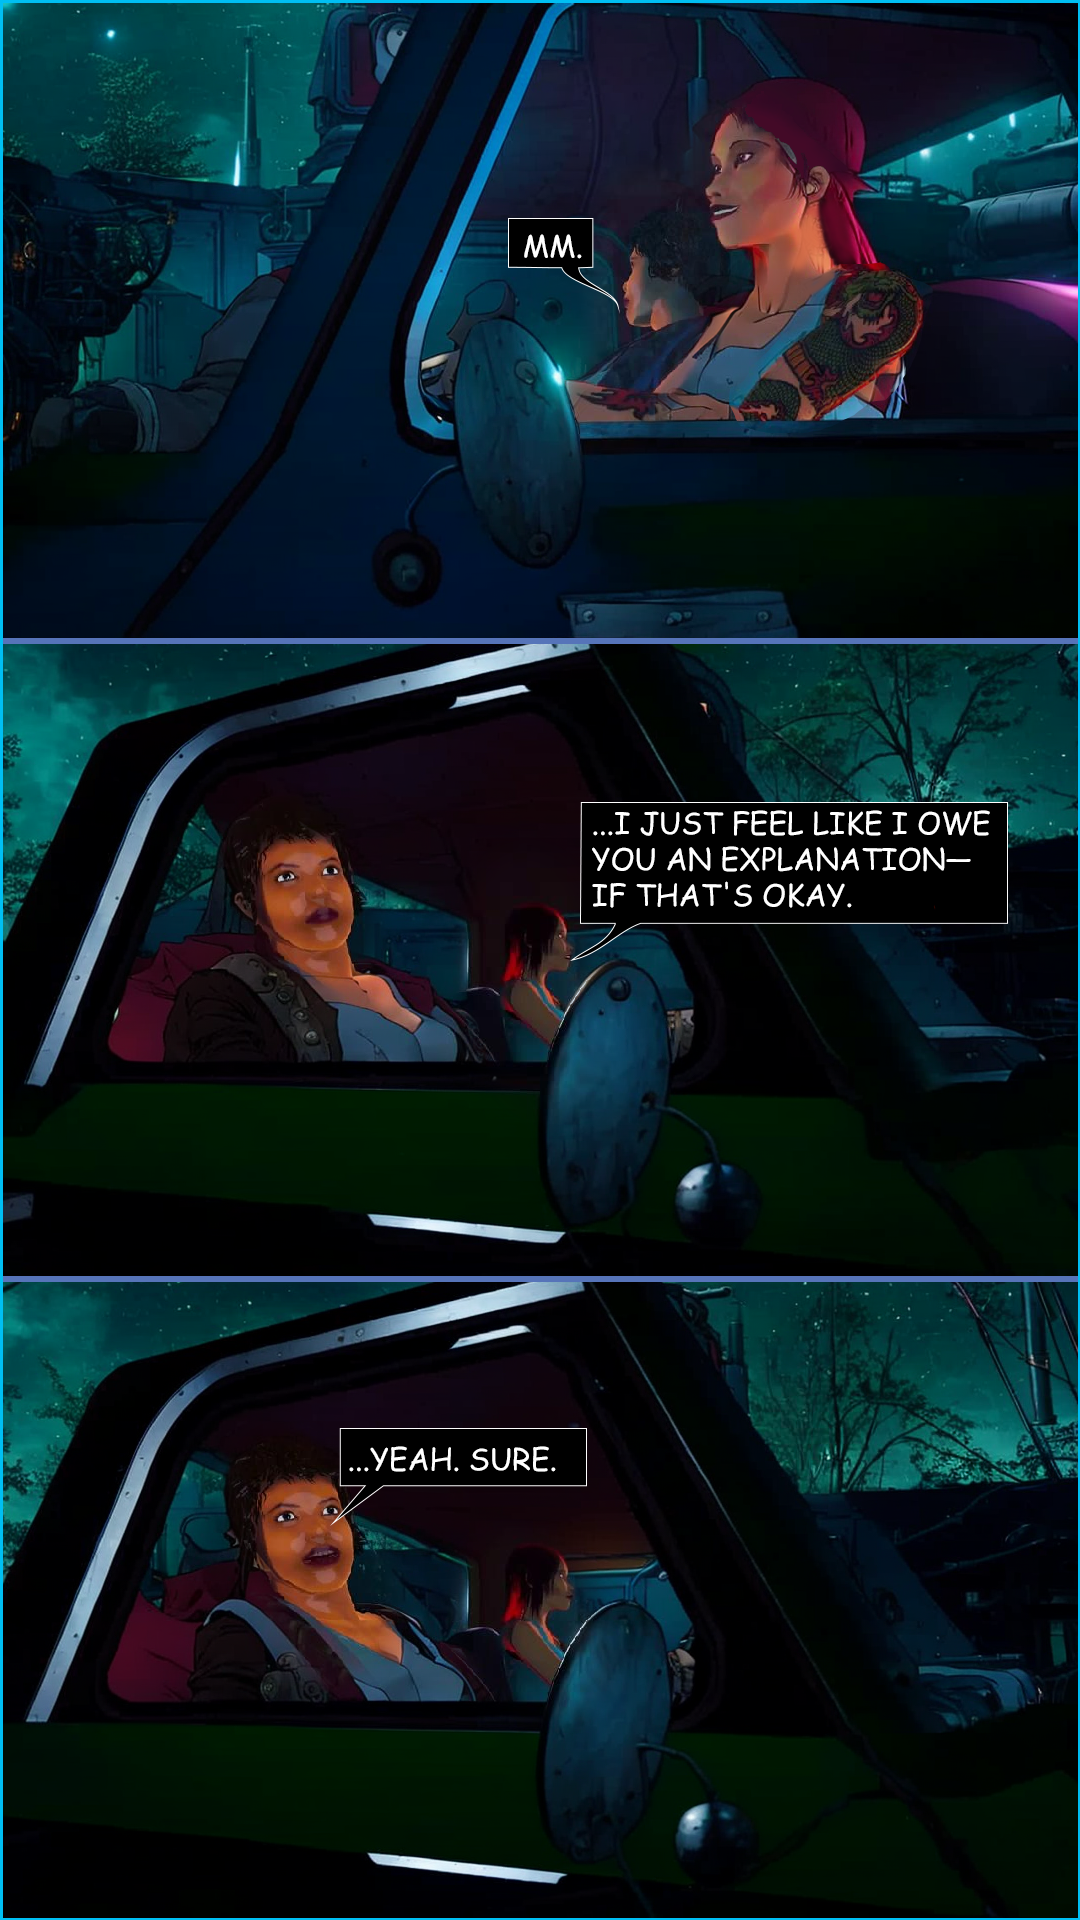 MM.
...I JUST FEEL LIKE I OWE
YOU AN EXPLANATION—
IF THAT'S OKAY.
...YEAH. SURE.